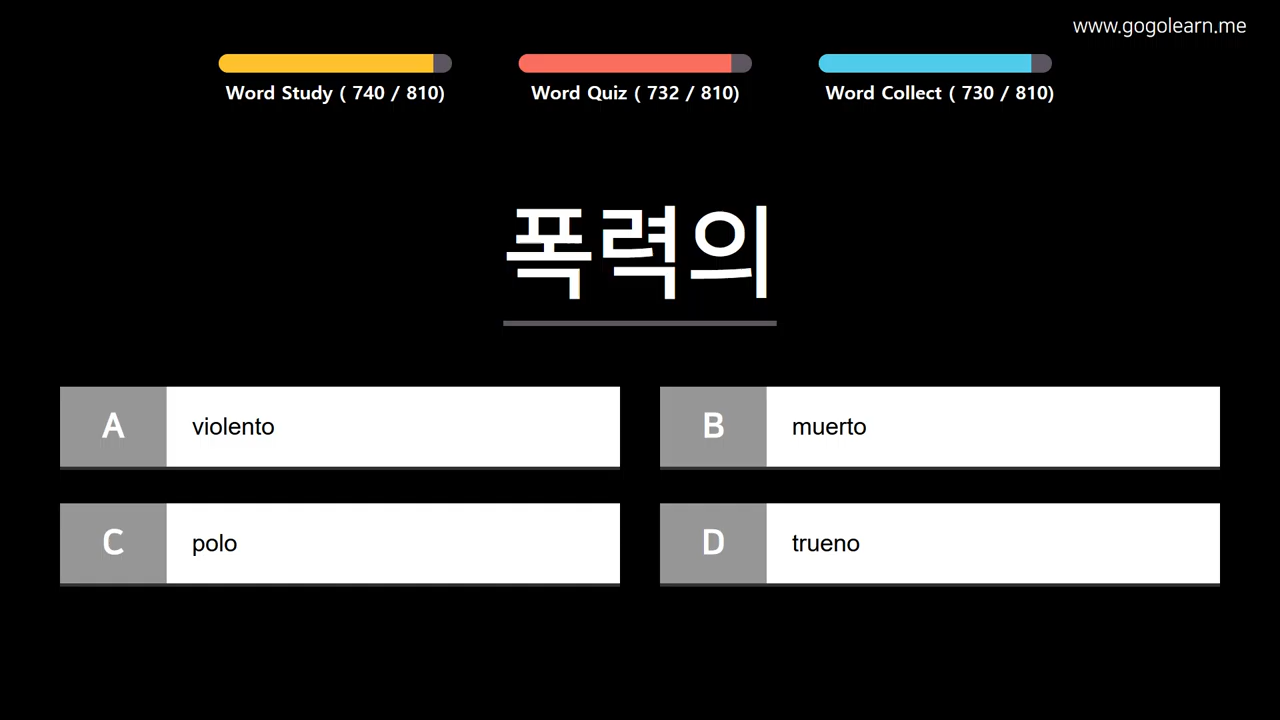 www.gogolearn.me
Word Study ( 740 / 810)
Word Quiz ( 732 / 810)
Word Collect ( 730 / 810)
폭력의
A violento
B muerto
C polo
D trueno